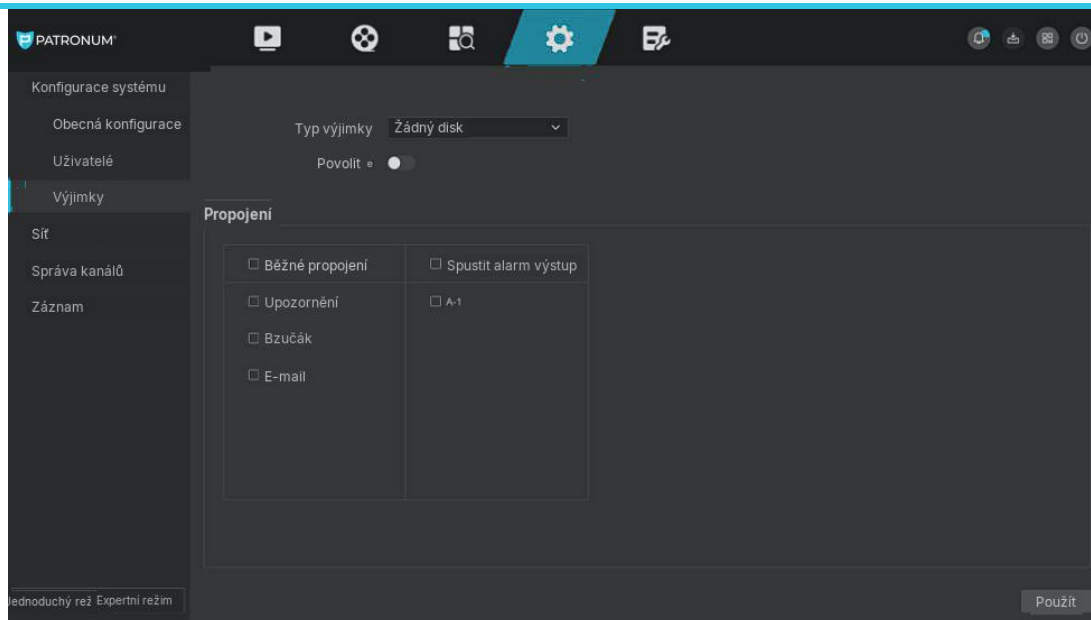 PATRONUM
Konfigurace systému
Obecná konfigurace
Uživatelé
Výjimky
Síť
Správa kanálů
Záznam
Typ výjimky Žádný disk
Povolit e
Propojení
Běžné propojení Spustit alarm výstup
Upozornění A-1
Bzučák
E-mail
Jednoduchý rež Expertní režim
Použít